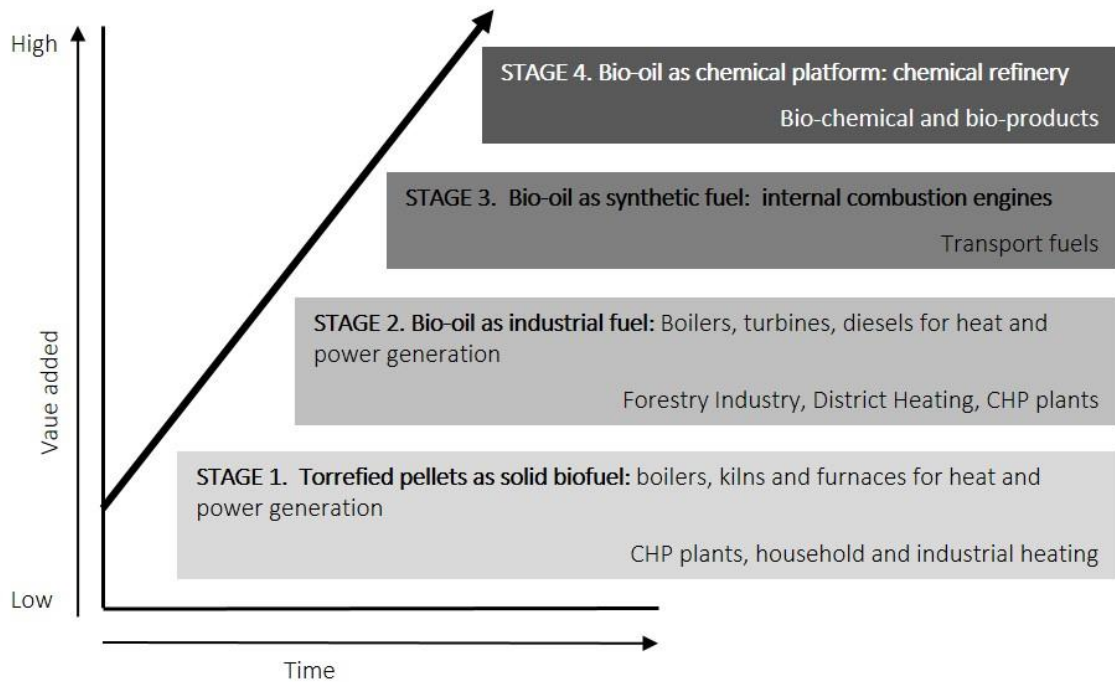 High
STAGE 4. Bio-oil as chemical platform: chemical refinery
Bio-chemical and bio-products
STAGE 3.  Bio-oil as synthetic fuel:  internal combustion engines
Transport fuels
STAGE 2. Bio-oil as industrial fuel: Boilers, turbines, diesels for heat and
power generation
Forestry Industry, District Heating, CHP plants
Vaue added
STAGE 1.  Torrefied pellets as solid biofuel: boilers, kilns and furnaces for heat and
power generation
CHP plants, household and industrial heating
Low
Time